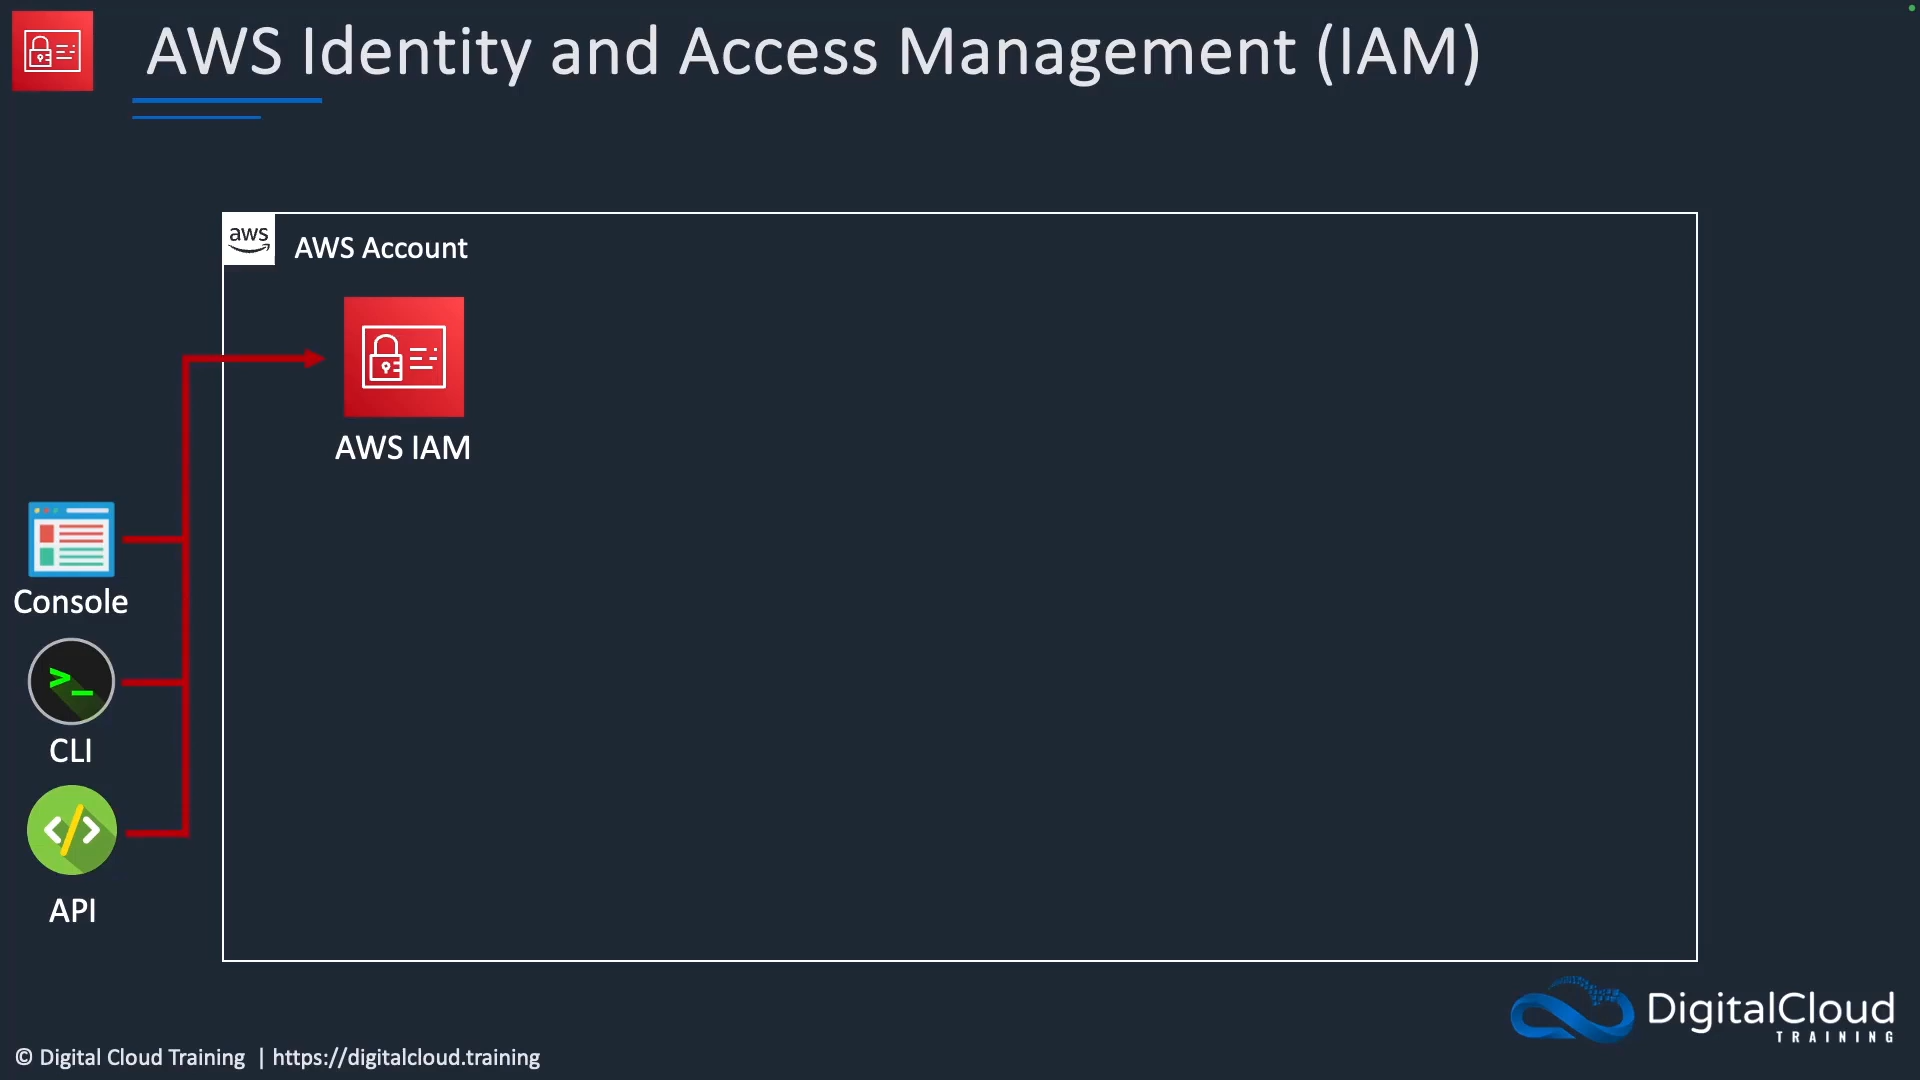 AWS Identity and Access Management (IAM)
aws
AWS Account
AWS IAM
Console
>_
CLI
</>
API
DigitalCloud
TRAINING
© Digital Cloud Training | https://digitalcloud.training